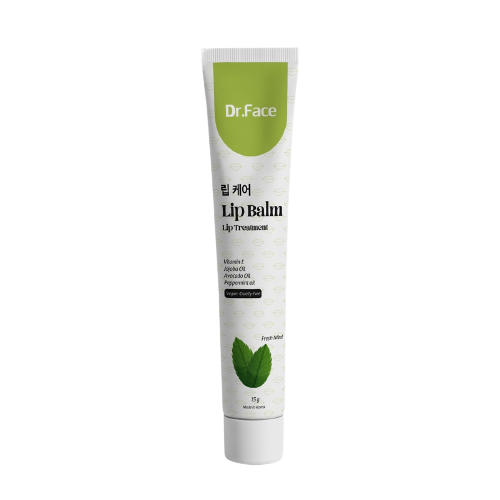 Dr.Face
립 케어
Lip Balm
Lip Treatment
Vitamin E
Jojoba Oil
Avocado Oil
Peppermint oil
Vegan Cruelty Free
Fresh Mint
15g
Made in Korea